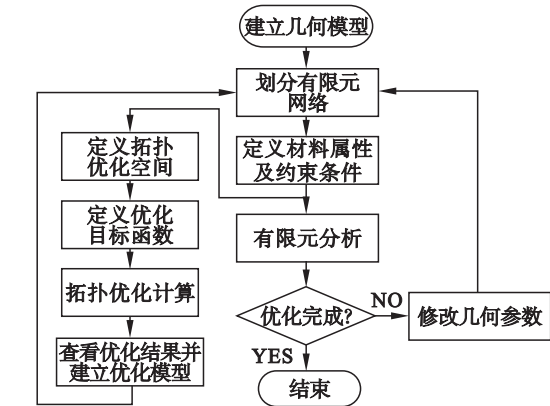 建立几何模型
划分有限元
网络
定义材料属性
及约束条件
有限元分析
优化完成?
NO
YES
修改几何参数
结束
定义拓扑
优化空间
定义优化
目标函数
拓扑优化计算
查看优化结果并
建立优化模型